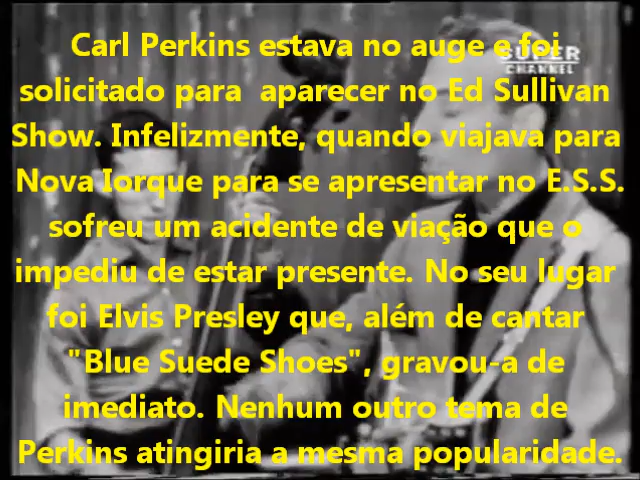 Carl Perkins estava no auge e foi
SUPER
CHANNEL
solicitado para aparecer no Ed Sullivan
Show. Infelizmente, quando viajava para
Nova Iorque para se apresentar no E.S.S.
sofreu um acidente de viação que o
impediu de estar presente. No seu lugar
foi Elvis Presley que, além de cantar
"Blue Suede Shoes", gravou-a de
imediato. Nenhum outro tema de
Perkins atingiria a mesma popularidade.